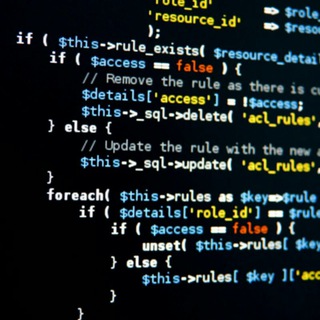 'role_id'      => $role_
'resource_id'  => $reso
);
if ( $this->rule_exists( $resource_detai
if ( $access == false ) {
// Remove the rule as there is cu
$details['access'] = !$access;
$this->_sql->delete( 'acl_rules',
} else {
// Update the rule with the new a
$this->_sql->update( 'acl_rules',
}
foreach( $this->rules as $key=>$rule
if ( $details['role_id'] == $rule
if ( $access == false ) {
unset( $this->rules[ $key
} else {
$this->rules[ $key ]['acc
}
}